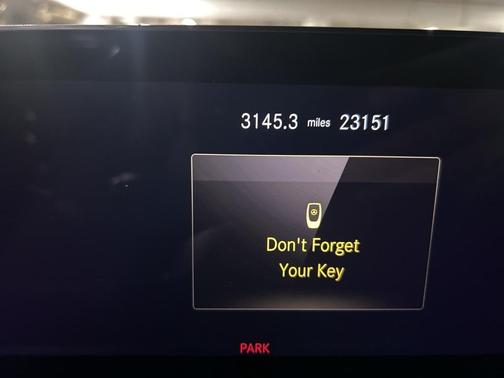 3145.3 miles 23151
Don't Forget
Your Key
PARK